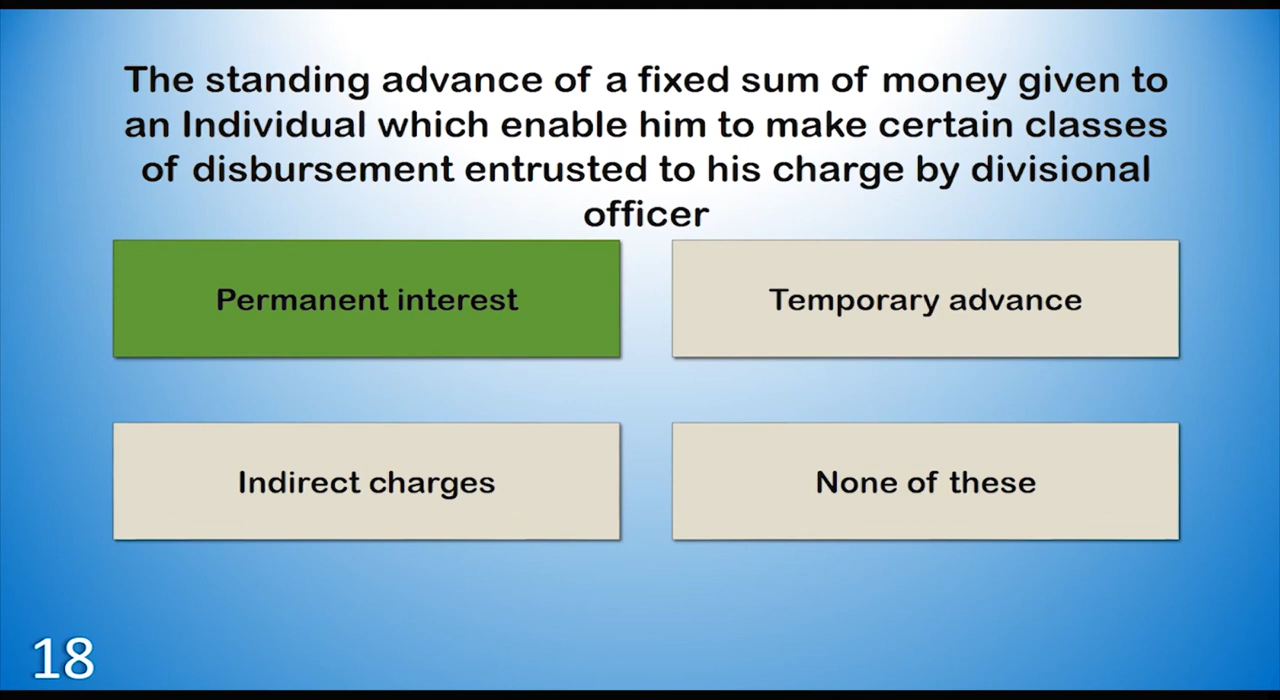 The standing advance of a fixed sum of money given to
an Individual which enable him to make certain classes
of disbursement entrusted to his charge by divisional
officer
Permanent interest
Temporary advance
Indirect charges
None of these
18